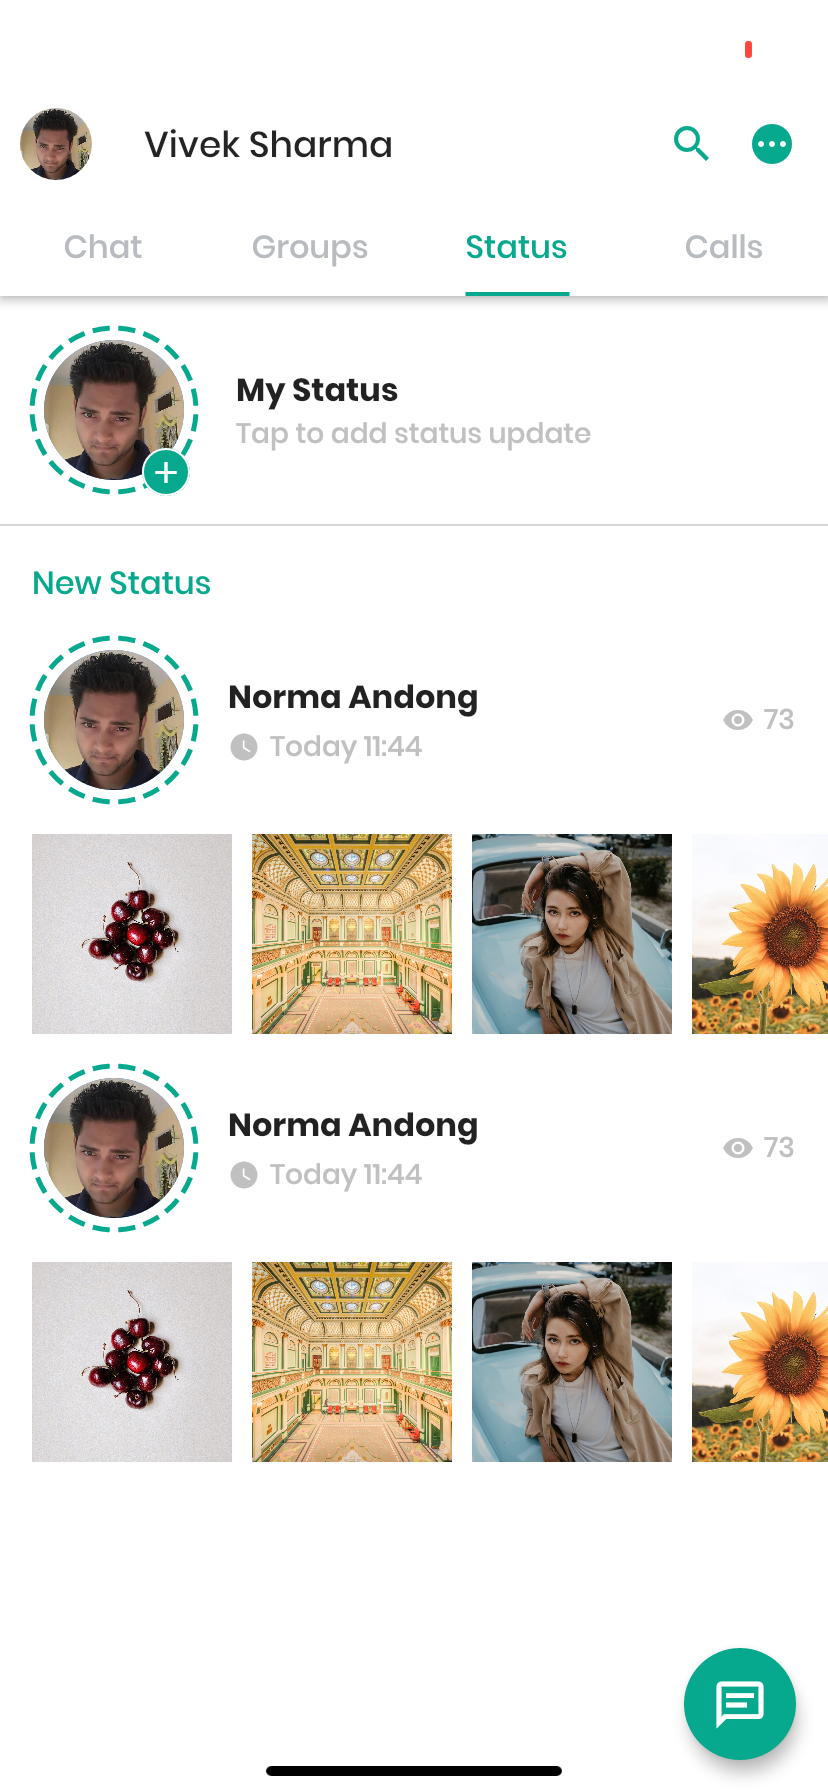 Vivek Sharma
Chat Groups Status Calls
My Status
Tap to add status update
New Status
Norma Andong
Today 11:44
73
Norma Andong
Today 11:44
73